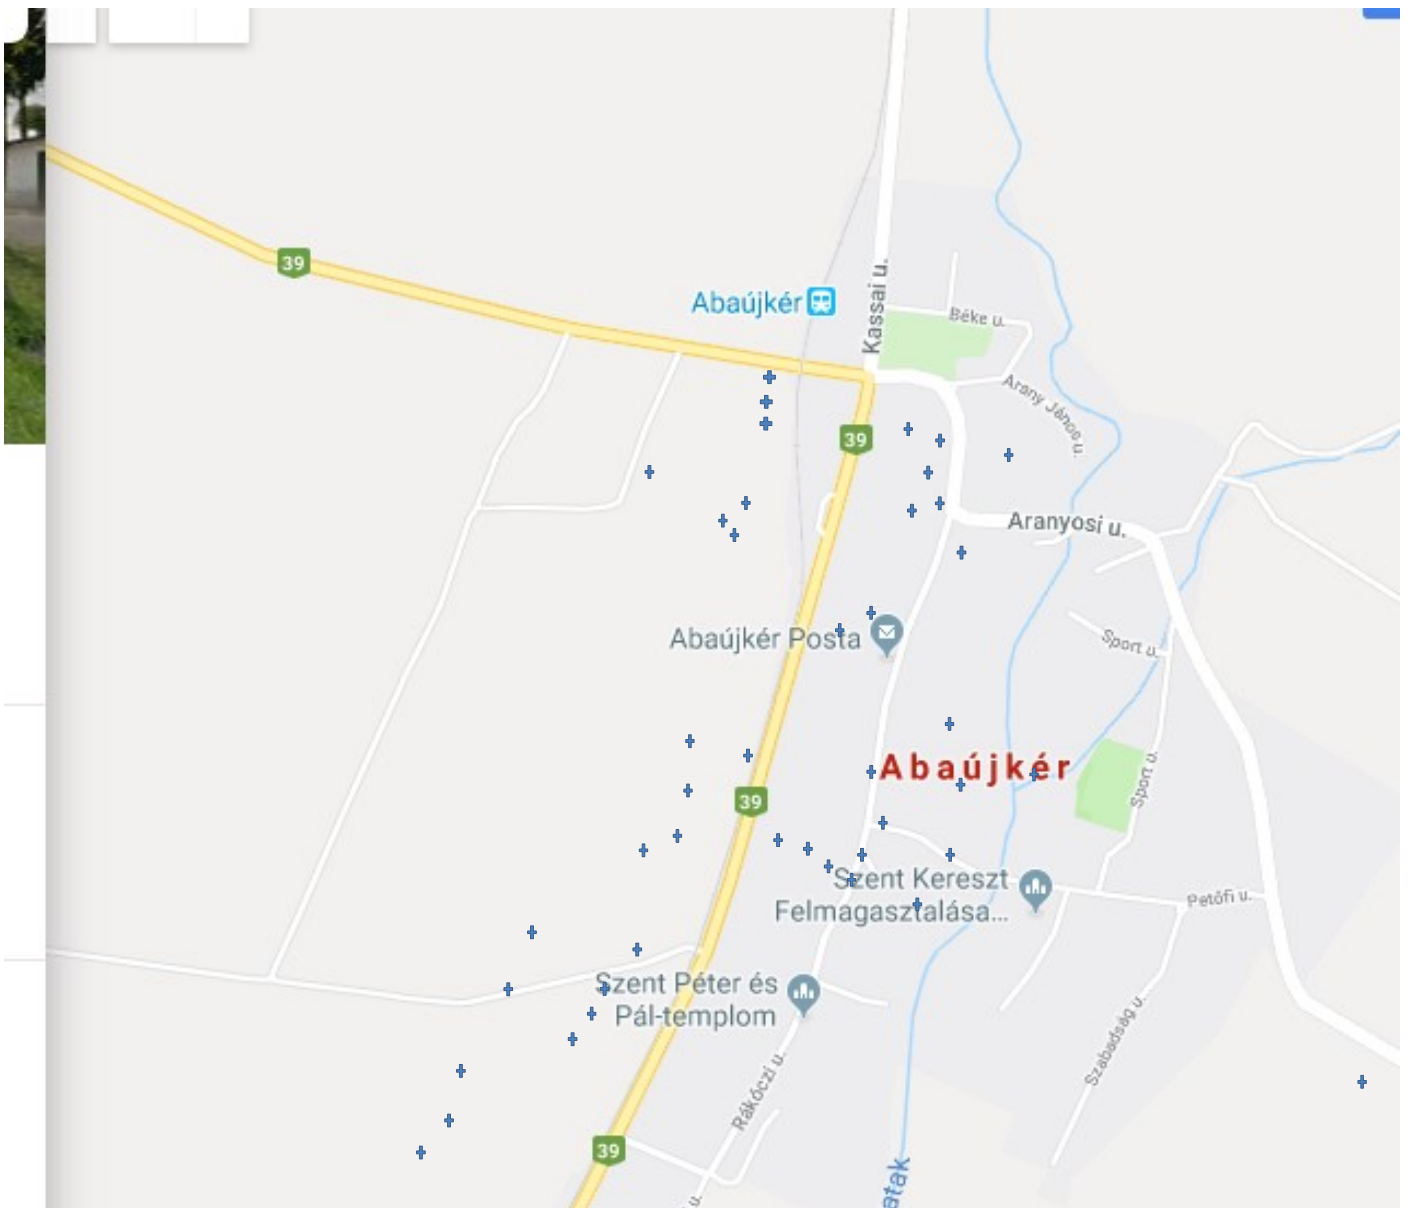 39
Abaújkér
Kassai u.
Béke u.
Arany János u.
39
Aranyosi u.
Abaújkér Posta
Sport u.
Abaújkér
Sport u.
39
Szent Kereszt
Felmagasztalása...
Petőfi u.
Szent Péter és
Pál-templom
Szabadság u.
Rákóczi u.
39
atak
u.